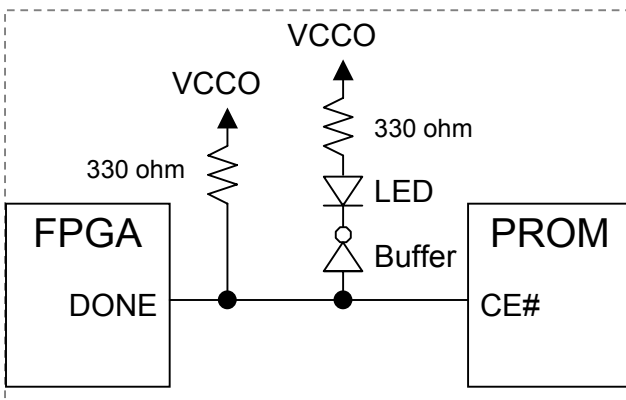 VCCO
VCCO
330 ohm
330 ohm
LED
FPGA
PROM
Buffer
DONE
CE#